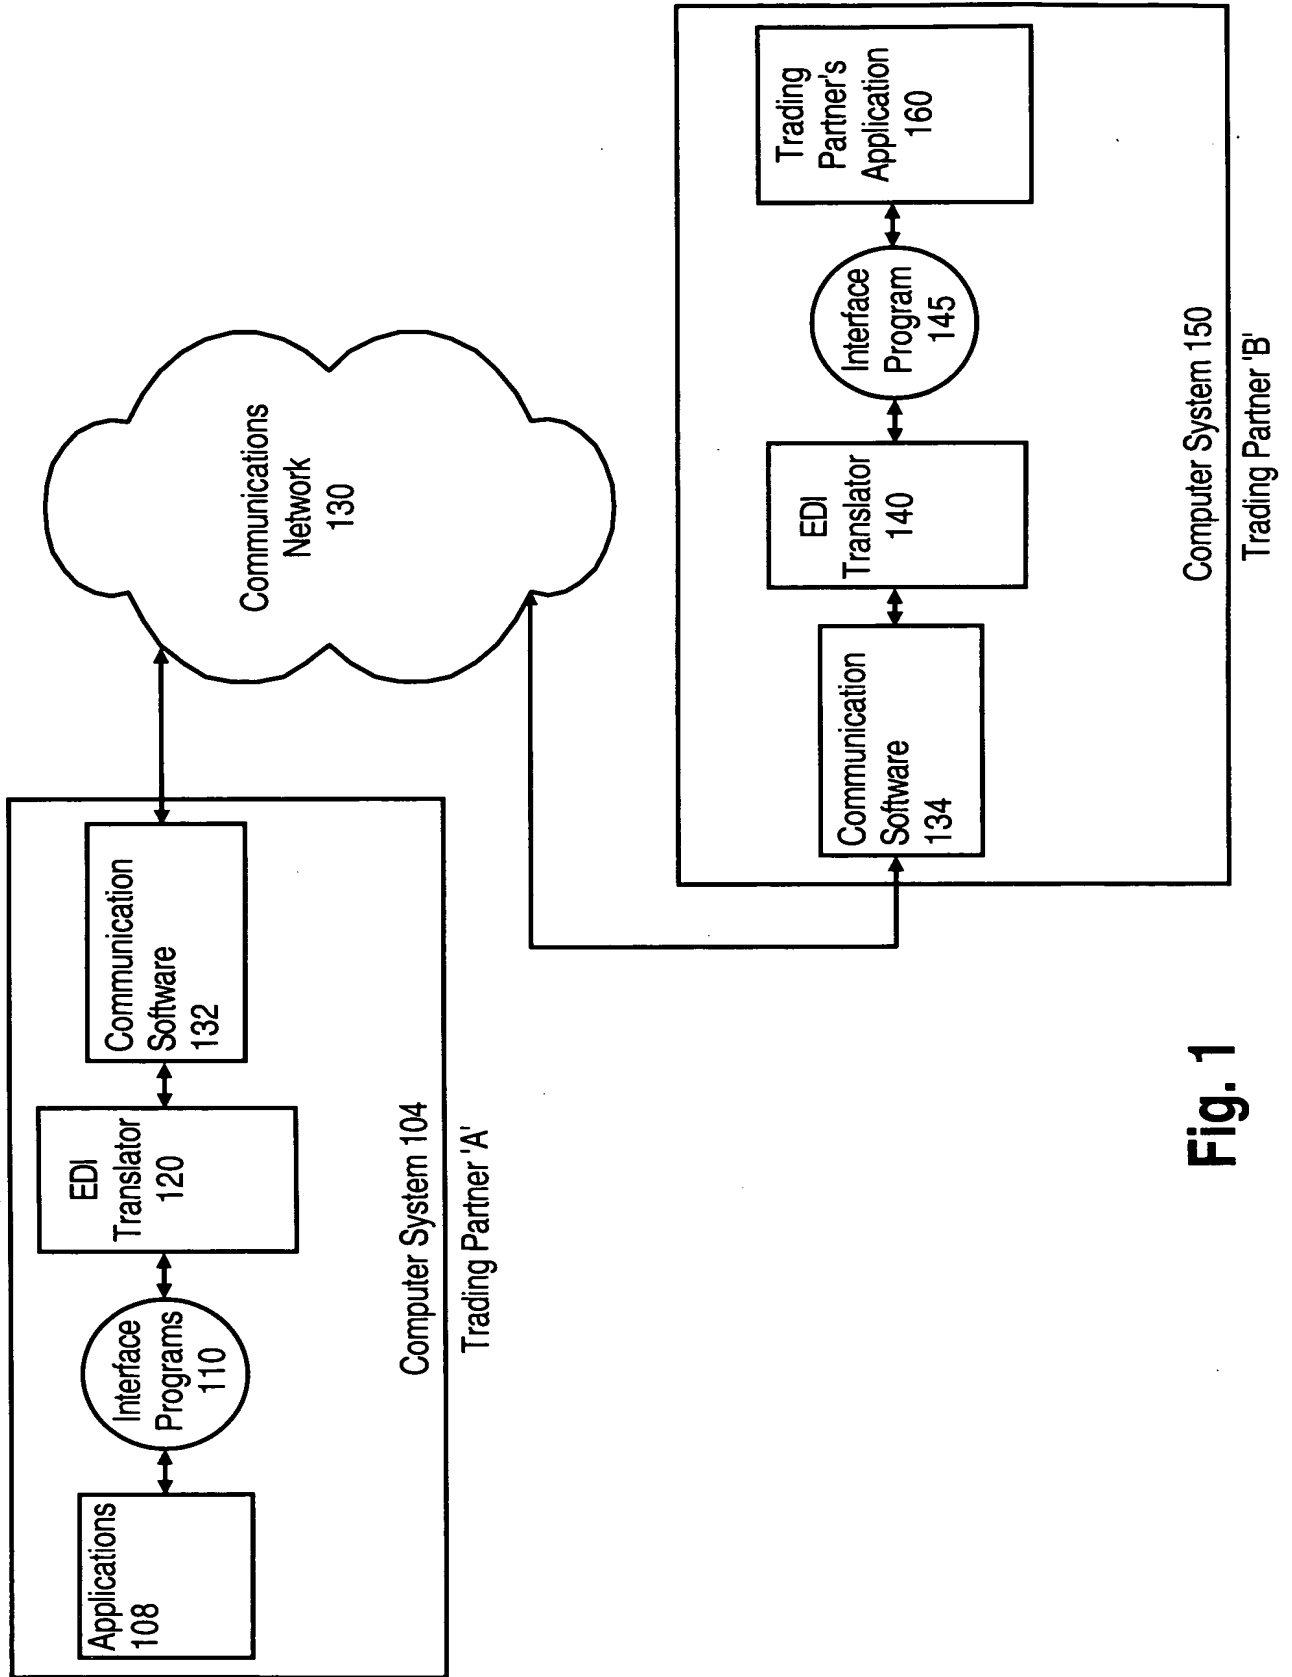 Applications
108
Interface
Programs
110
EDI
Translator
120
Communication
Software
132
Computer System 104
Trading Partner 'A'
Communications
Network
130
Communication
Software
134
EDI
Translator
140
Interface
Program
145
Trading
Partner's
Application
160
Computer System 150
Trading Partner 'B'
Fig. 1